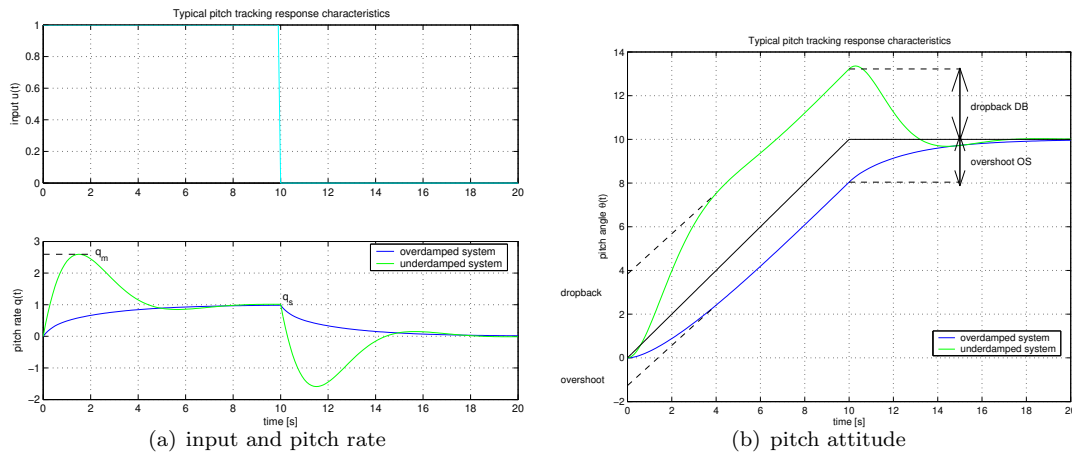 Typical pitch tracking response characteristics
1
0.8
0.6
0.4
0.2
0
input u(t)
0 2 4 6 8 10 12 14 16 18 20
3
2
1
0
−1
−2
pitch rate q(t)
q_m
q_s
overdamped system
underdamped system
0 2 4 6 8 10 12 14 16 18 20
time [s]
(a) input and pitch rate
Typical pitch tracking response characteristics
14
12
10
8
6
4
2
0
−2
pitch angle θ(t)
dropback DB
overshoot OS
dropback
overshoot
overdamped system
underdamped system
0 2 4 6 8 10 12 14 16 18 20
time [s]
(b) pitch attitude